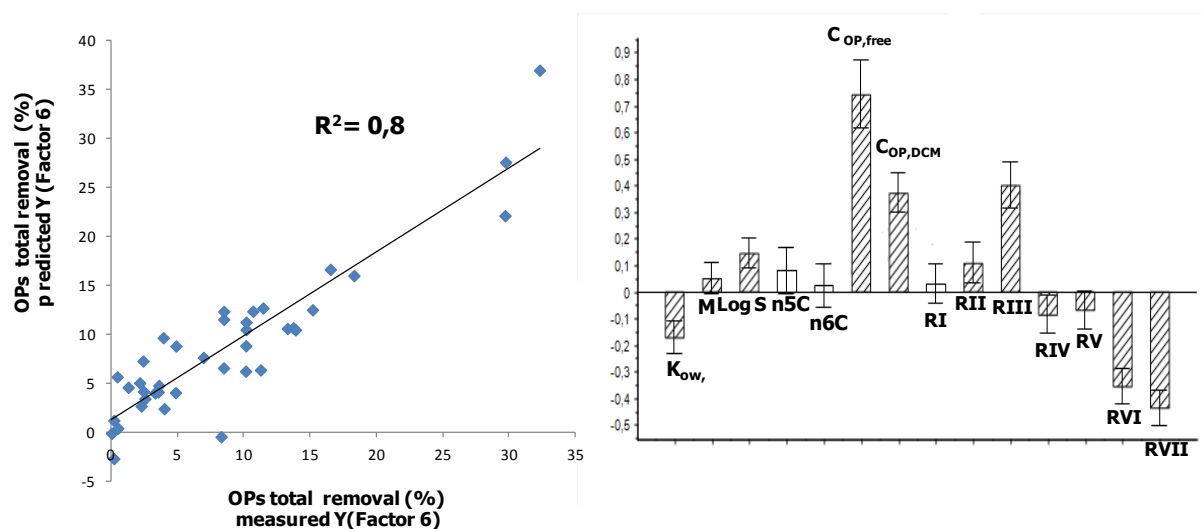 40
35
30
25
20
15
10
5
0
-5
0 5 10 15 20 25 30 35
OPs total removal (%)
p redicted Y (Factor 6)
R² = 0,8
OPs total removal (%)
measured Y(Factor 6)
0,9
0,8
0,7
0,6
0,5
0,4
0,3
0,2
0,1
0
-0,1
-0,2
-0,3
-0,4
-0,5
C OP,free
C OP,DCM
K ow,
M Log S n5C
n6C
RI
RII
RIII
RIV
RV
RVI
RVII